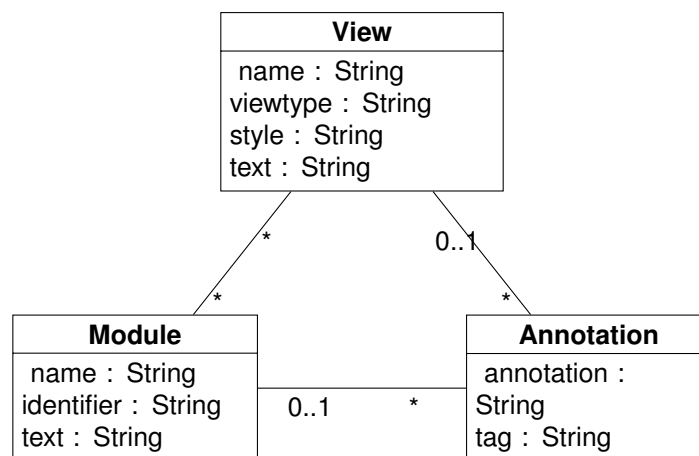 View
name : String
viewtype : String
style : String
text : String
*
0..1
*
*
Module
name : String
identifier : String
text : String
0..1
*
Annotation
annotation :
String
tag : String